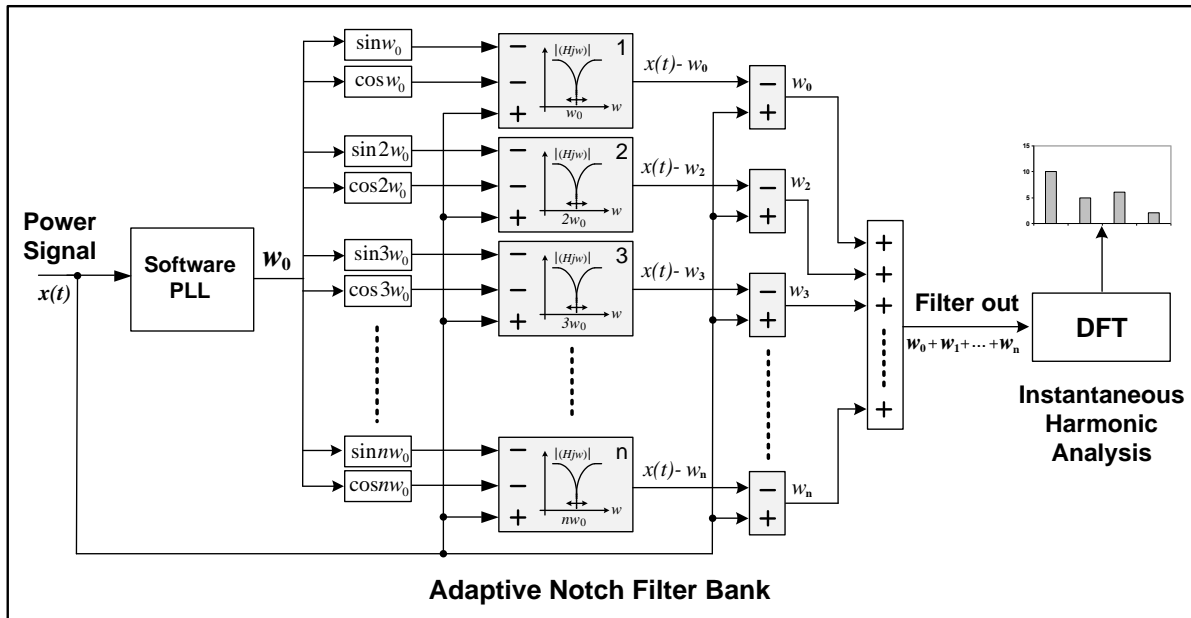 Power
Signal
x(t)
Software
PLL
w0
sinw0
cosw0
− − +
1
|(Hjw)|
w
w0
x(t)- w0
− +
w0
sin2w0
cos2w0
− − +
2
|(Hjw)|
w
2w0
x(t)- w2
− +
w2
sin3w0
cos3w0
− − +
3
|(Hjw)|
w
3w0
x(t)- w3
− +
w3
sinnw0
cosnw0
− − +
n
|(Hjw)|
w
nw0
x(t)- wn
− +
wn
+
+
+
+
Filter out
w0+w1+...+wn
15
10
5
0
DFT
Instantaneous
Harmonic
Analysis
Adaptive Notch Filter Bank